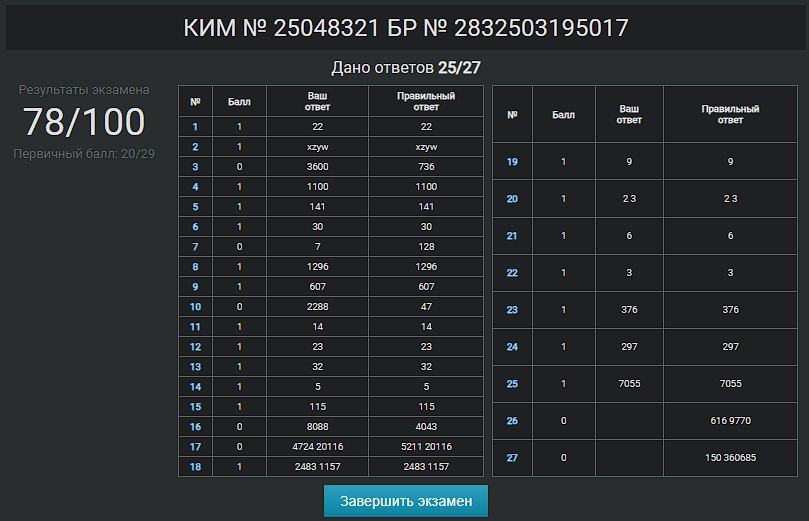 КИМ № 25048321 БР № 2832503195017
Дано ответов 25/27
Результаты экзамена
78/100
Первичный балл: 20/29
№ Балл Ваш ответ Правильный ответ
1 1 22 22
2 1 xzyw xzyw
3 0 3600 736
4 1 1100 1100
5 1 141 141
6 1 30 30
7 0 7 128
8 1 1296 1296
9 1 607 607
10 0 2288 47
11 1 14 14
12 1 23 23
13 1 32 32
14 1 5 5
15 1 115 115
16 0 8088 4043
17 0 4724 20116 5211 20116
18 1 2483 1157 2483 1157
№ Балл Ваш ответ Правильный ответ
19 1 9 9
20 1 2 3 2 3
21 1 6 6
22 1 3 3
23 1 376 376
24 1 297 297
25 1 7055 7055
26 0 616 9770
27 0 150 360685
Завершить экзамен